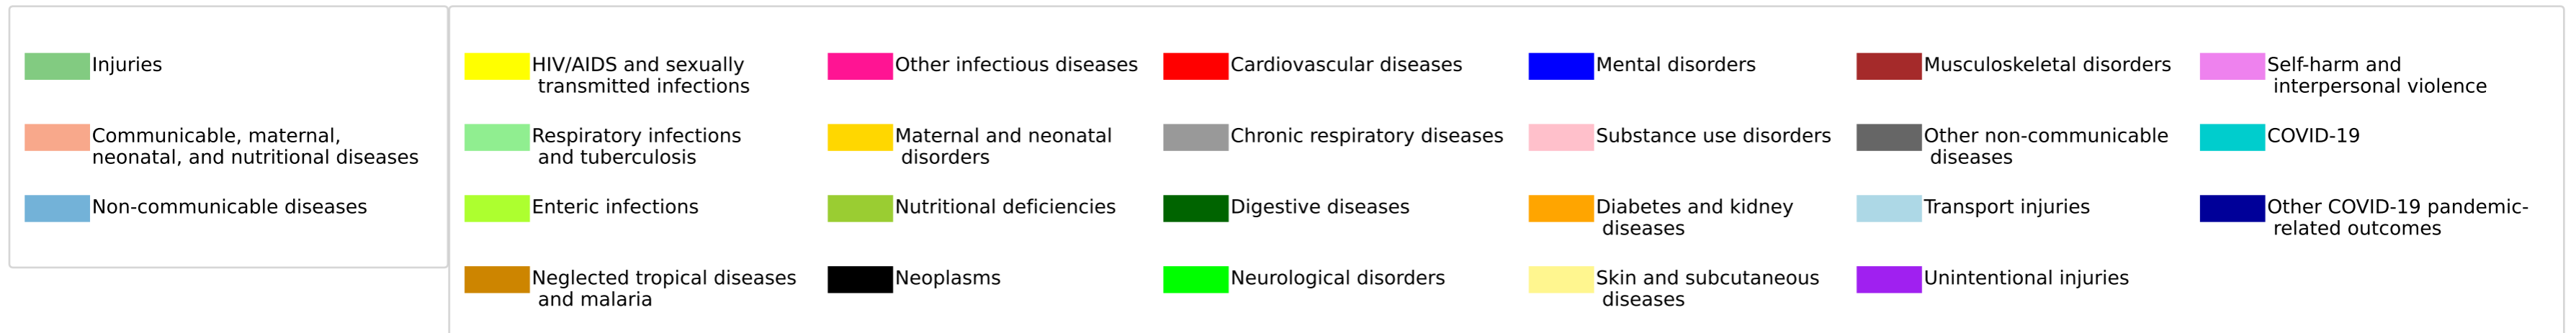 Injuries
Communicable, maternal,
neonatal, and nutritional diseases
Non-communicable diseases
HIV/AIDS and sexually
transmitted infections
Respiratory infections
and tuberculosis
Enteric infections
Neglected tropical diseases
and malaria
Other infectious diseases
Maternal and neonatal
disorders
Nutritional deficiencies
Neoplasms
Cardiovascular diseases
Chronic respiratory diseases
Digestive diseases
Neurological disorders
Mental disorders
Substance use disorders
Diabetes and kidney
diseases
Skin and subcutaneous
diseases
Musculoskeletal disorders
Other non-communicable
diseases
Transport injuries
Unintentional injuries
Self-harm and
interpersonal violence
COVID-19
Other COVID-19 pandemic-
related outcomes